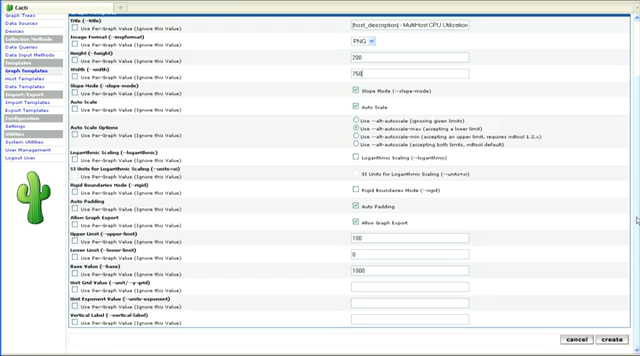 Cacti
Graph Trees
Data Sources
Devices
Collection Methods
Data Queries
Data Input Methods
Templates
Graph Templates
Host Templates
Data Templates
Import/Export
Import Templates
Export Templates
Configuration
Settings
Utilities
System Utilities
User Management
Logout User
Title (--title)
Use Per-Graph Value (Ignore this Value)
|host_description| - MultiHost CPU Utilization
Image Format (--imgformat)
Use Per-Graph Value (Ignore this Value)
PNG
Height (--height)
Use Per-Graph Value (Ignore this Value)
200
Width (--width)
Use Per-Graph Value (Ignore this Value)
750
Slope Mode (--slope-mode)
Use Per-Graph Value (Ignore this Value)
Slope Mode (--slope-mode)
Auto Scale
Use Per-Graph Value (Ignore this Value)
Auto Scale
Auto Scale Options
Use Per-Graph Value (Ignore this Value)
Use --alt-autoscale (ignoring given limits)
Use --alt-autoscale-max (accepting a lower limit)
Use --alt-autoscale-min (accepting an upper limit, requires rrdtool 1.2.x)
Use --alt-autoscale (accepting both limits, rrdtool default)
Logarithmic Scaling (--logarithmic)
Use Per-Graph Value (Ignore this Value)
Logarithmic Scaling (--logarithmic)
SI Units for Logarithmic Scaling (--units=si)
Use Per-Graph Value (Ignore this Value)
SI Units for Logarithmic Scaling (--units=si)
Rigid Boundaries Mode (--rigid)
Use Per-Graph Value (Ignore this Value)
Rigid Boundaries Mode (--rigid)
Auto Padding
Use Per-Graph Value (Ignore this Value)
Auto Padding
Allow Graph Export
Use Per-Graph Value (Ignore this Value)
Allow Graph Export
Upper Limit (--upper-limit)
Use Per-Graph Value (Ignore this Value)
100
Lower Limit (--lower-limit)
Use Per-Graph Value (Ignore this Value)
0
Base Value (--base)
Use Per-Graph Value (Ignore this Value)
1000
Unit Grid Value (--unit/--y-grid)
Use Per-Graph Value (Ignore this Value)
Unit Exponent Value (--units-exponent)
Use Per-Graph Value (Ignore this Value)
Vertical Label (--vertical-label)
Use Per-Graph Value (Ignore this Value)
cancel
create